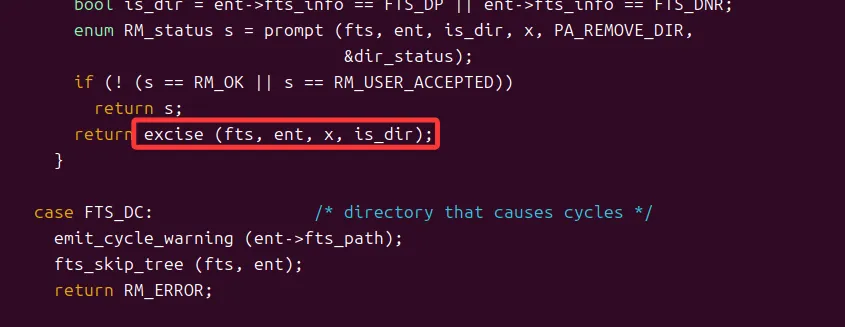 bool is_dir = ent->fts_info == FTS_DP || ent->fts_info == FTS_DNR;
enum RM_status s = prompt (fts, ent, is_dir, x, PA_REMOVE_DIR,
&dir_status);
if (! (s == RM_OK || s == RM_USER_ACCEPTED))
return s;
return excise (fts, ent, x, is_dir);
}
case FTS_DC: /* directory that causes cycles */
emit_cycle_warning (ent->fts_path);
fts_skip_tree (fts, ent);
return RM_ERROR;